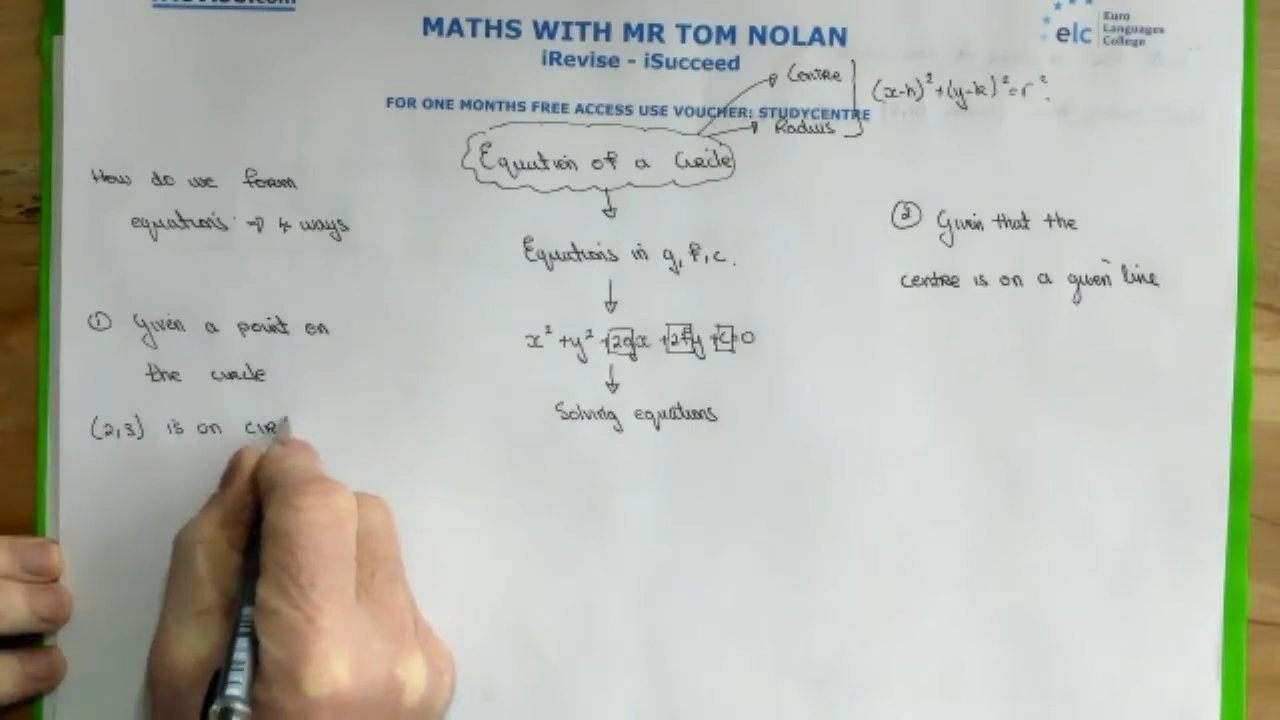 MATHS WITH MR TOM NOLAN
iRevise - iSucceed
elc Euro
Languages
College
FOR ONE MONTHS FREE ACCESS USE VOUCHER: STUDYCENTRE
Centre
Radius
(x-h)²+(y-k)²=r².
Equation of a Circle
How do we form
equations → 4 ways
Equations in g, f, c.
x²+y²+2gx+2fy+c=0
Solving equations
① Given a point on
the circle
(2,3) is on CIR
② Given that the
centre is on a given line